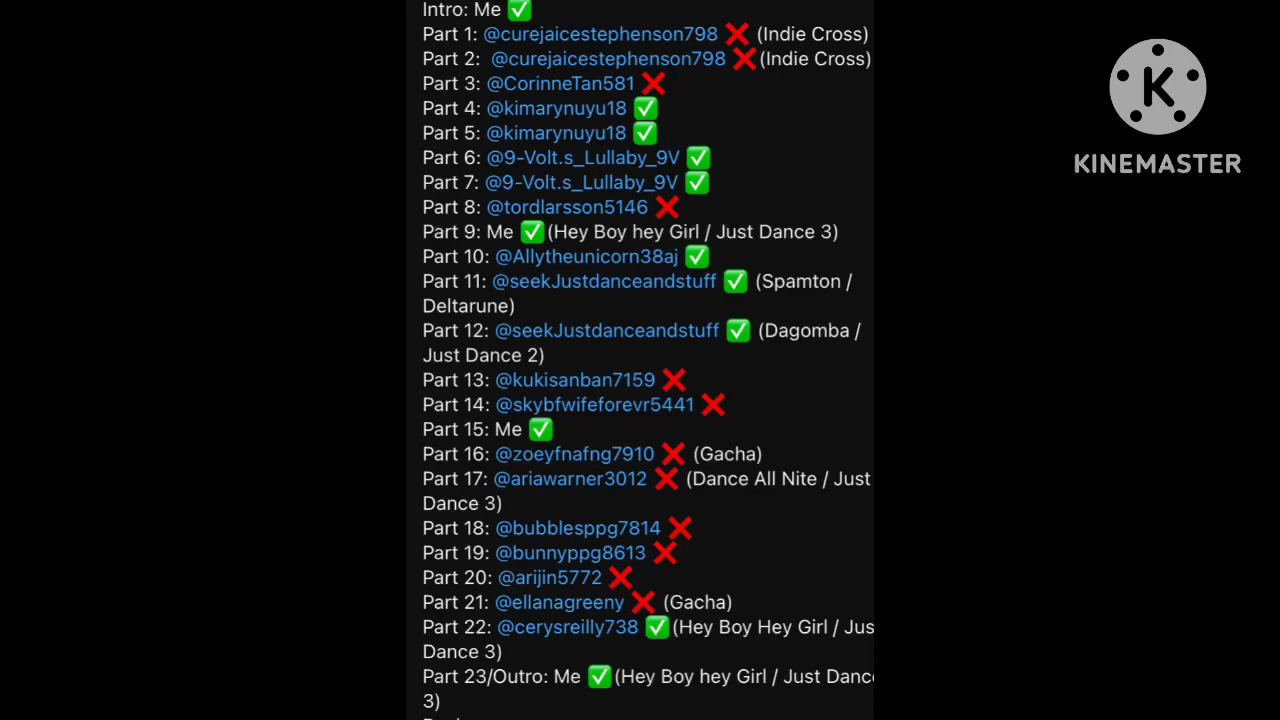 Intro: Me ✅
Part 1: @curejaicestephenson798 ❌ (Indie Cross)
Part 2: @curejaicestephenson798 ❌(Indie Cross)
Part 3: @CorinneTan581 ❌
Part 4: @kimarynuyu18 ✅
Part 5: @kimarynuyu18 ✅
Part 6: @9-Volt.s_Lullaby_9V ✅
Part 7: @9-Volt.s_Lullaby_9V ✅
Part 8: @tordlarsson5146 ❌
Part 9: Me ✅(Hey Boy hey Girl / Just Dance 3)
Part 10: @Allytheunicorn38aj ✅
Part 11: @seekJustdanceandstuff ✅ (Spamton /
Deltarune)
Part 12: @seekJustdanceandstuff ✅ (Dagomba /
Just Dance 2)
Part 13: @kukisanban7159 ❌
Part 14: @skybfwifeforevr5441 ❌
Part 15: Me ✅
Part 16: @zoeyfnafng7910 ❌ (Gacha)
Part 17: @ariawarner3012 ❌ (Dance All Nite / Just
Dance 3)
Part 18: @bubblesppg7814 ❌
Part 19: @bunnyppg8613 ❌
Part 20: @arijin5772 ❌
Part 21: @ellanagreeny ❌ (Gacha)
Part 22: @cerysreilly738 ✅(Hey Boy Hey Girl / Jus
Dance 3)
Part 23/Outro: Me ✅(Hey Boy hey Girl / Just Danc
3)
K
KINEMASTER